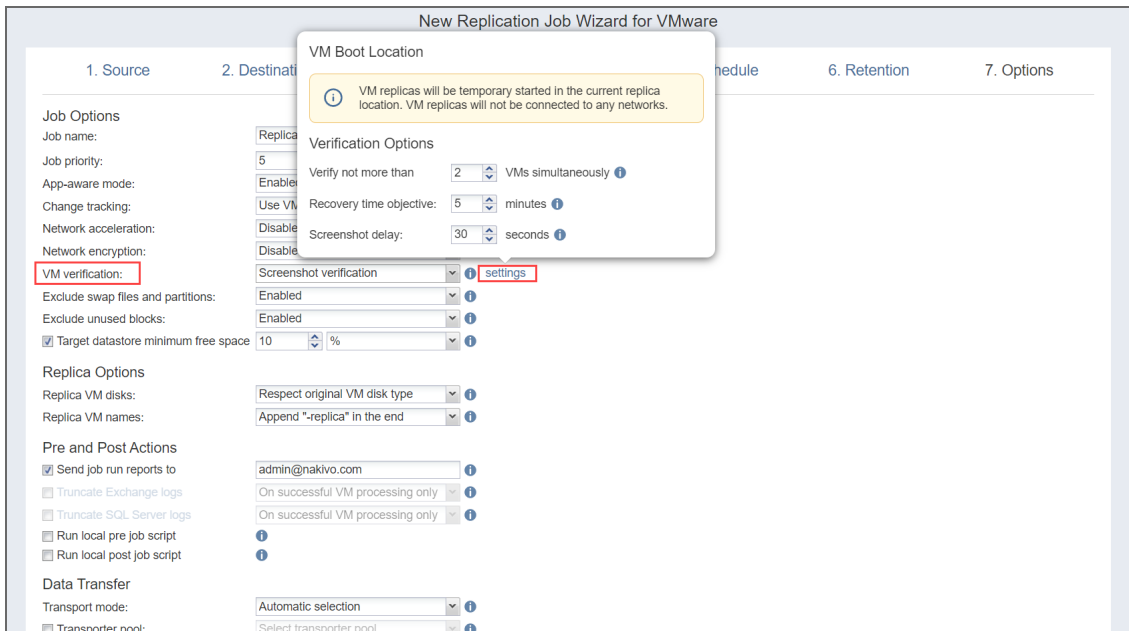 New Replication Job Wizard for VMware
1. Source
2. Destinati
hedule
6. Retention
7. Options
VM Boot Location
VM replicas will be temporary started in the current replica
location. VM replicas will not be connected to any networks.
Verification Options
Verify not more than 2 VMs simultaneously
Recovery time objective: 5 minutes
Screenshot delay: 30 seconds
Job Options
Job name: Replica
Job priority: 5
App-aware mode: Enable
Change tracking: Use VM
Network acceleration: Disable
Network encryption: Disable
VM verification: Screenshot verification settings
Exclude swap files and partitions: Enabled
Exclude unused blocks: Enabled
Target datastore minimum free space 10 %
Replica Options
Replica VM disks: Respect original VM disk type
Replica VM names: Append "-replica" in the end
Pre and Post Actions
Send job run reports to admin@nakivo.com
Truncate Exchange logs On successful VM processing only
Truncate SQL Server logs On successful VM processing only
Run local pre job script
Run local post job script
Data Transfer
Transport mode: Automatic selection
Transporter pool: Select transporter pool